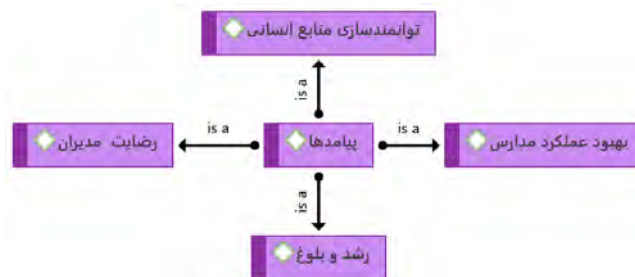 توانمندسازی منابع انسانی
is a
رضایت مدیران
is a
پیامدها
is a
بهبود عملکرد مدارس
is a
رشد و بلوغ